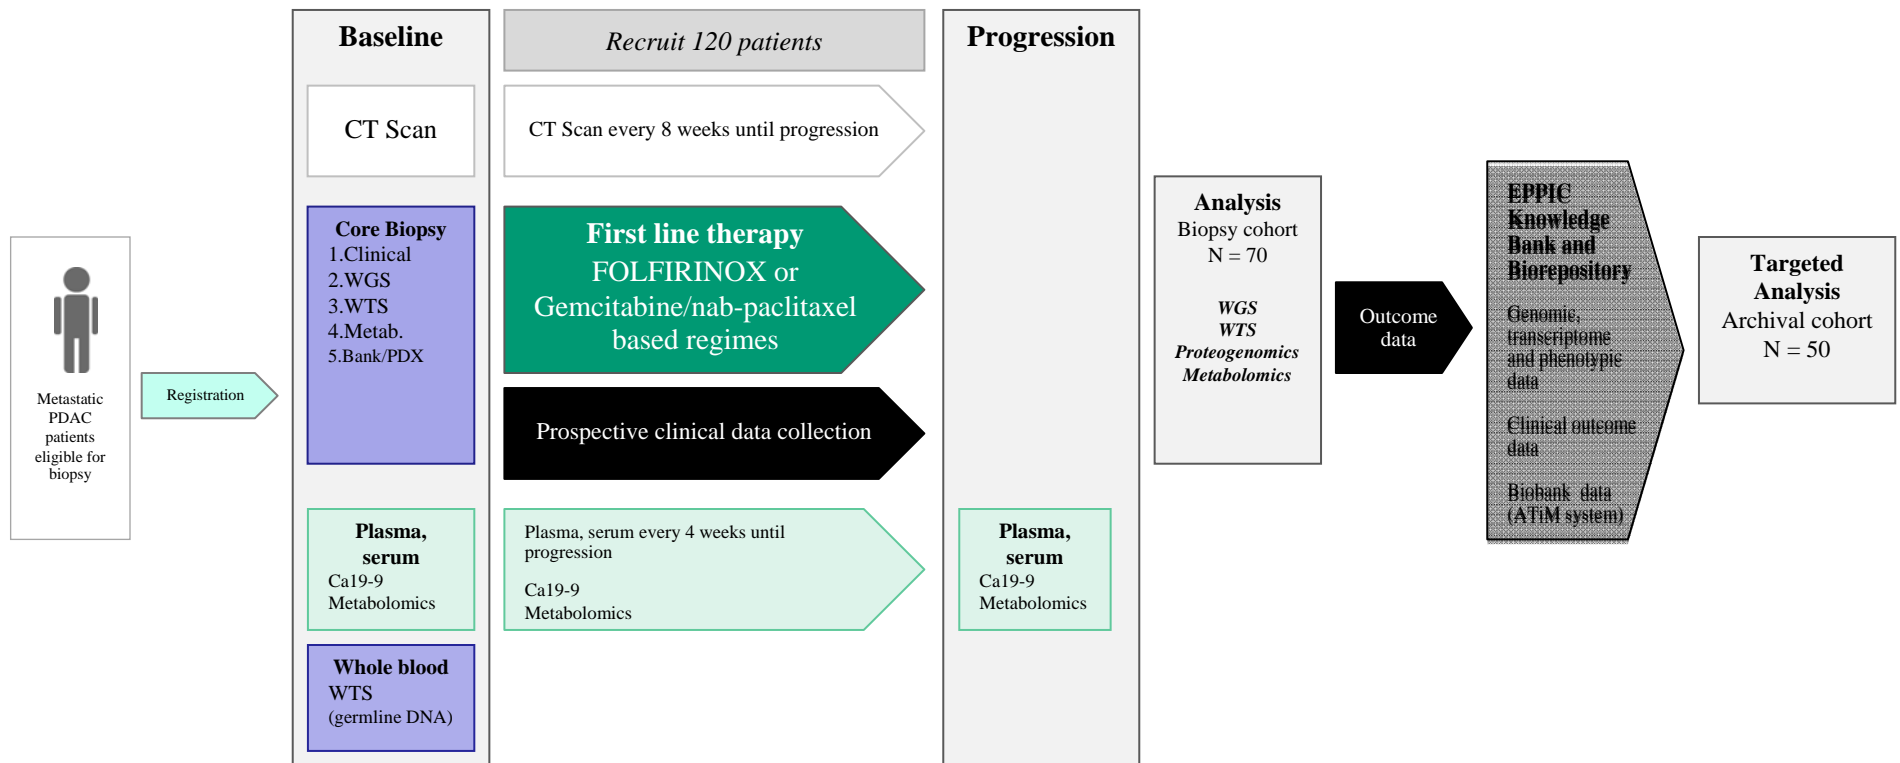 Metastatic
PDAC
patients
eligible for
biopsy
Registration
Baseline
CT Scan
Core Biopsy
1.Clinical
2.WGS
3.WTS
4.Metab.
5.Bank/PDX
Plasma,
serum
Ca19-9
Metabolomics
Whole blood
WTS
(germline DNA)
Recruit 120 patients
CT Scan every 8 weeks until progression
First line therapy
FOLFIRINOX or
Gemcitabine/nab-paclitaxel
based regimes
Prospective clinical data collection
Plasma, serum every 4 weeks until
progression
Ca19-9
Metabolomics
Progression
Plasma,
serum
Ca19-9
Metabolomics
Analysis
Biopsy cohort
N = 70
WGS
WTS
Proteogenomics
Metabolomics
Outcome
data
EPPIC
Knowledge
Bank and
Biorepository
Genomic,
transcriptome
and phenotypic
data
Clinical outcome
data
Biobank data
(ATiM system)
Targeted
Analysis
Archival cohort
N = 50